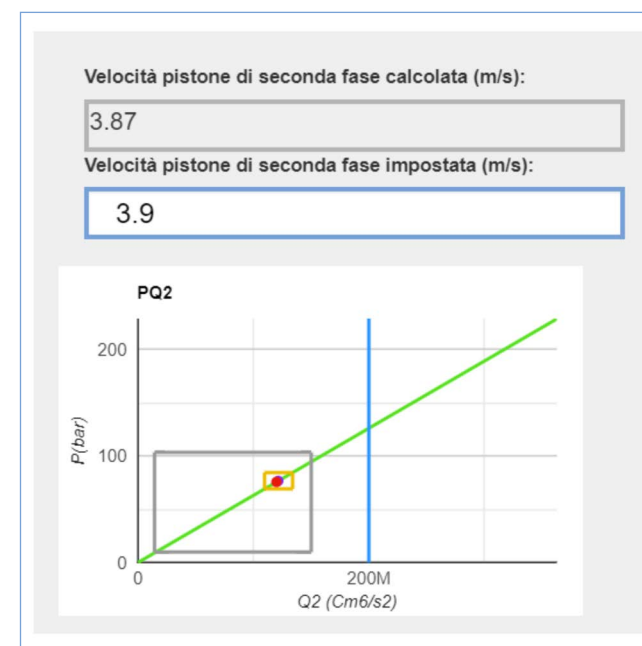 Velocità pistone di seconda fase calcolata (m/s):
3.87
Velocità pistone di seconda fase impostata (m/s):
3.9
PQ2
200
100
0
P(bar)
0
200M
Q2 (Cm6/s2)